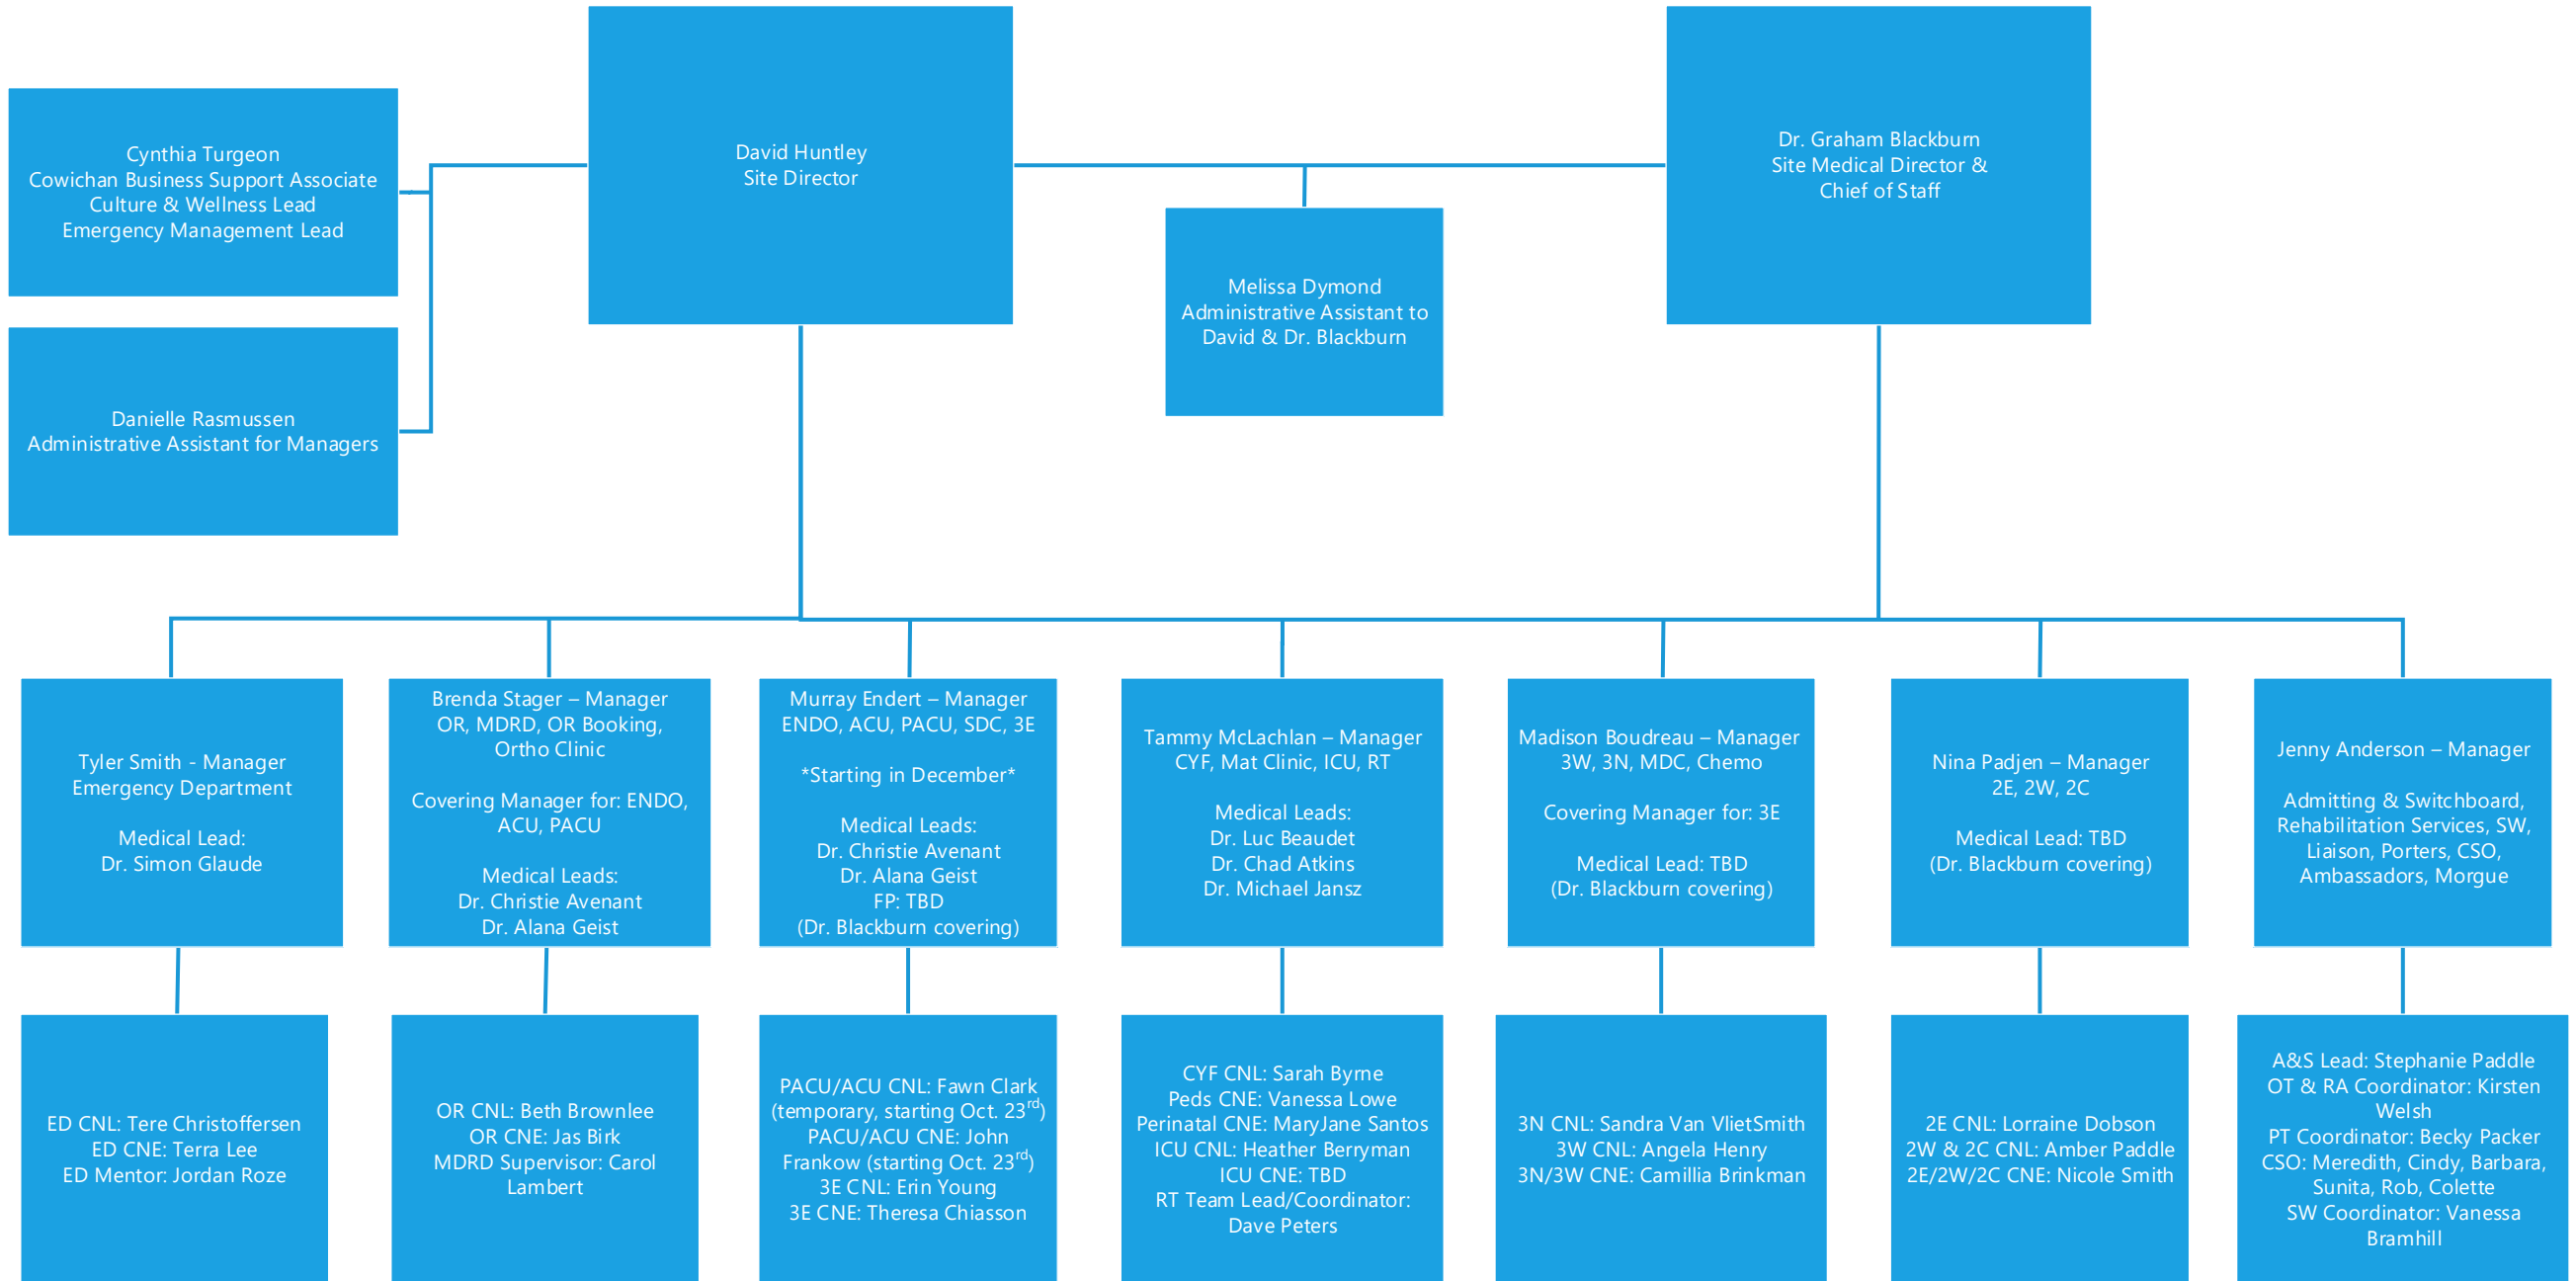 Cynthia Turgeon
Cowichan Business Support Associate
Culture & Wellness Lead
Emergency Management Lead
Danielle Rasmussen
Administrative Assistant for Managers
David Huntley
Site Director
Melissa Dymond
Administrative Assistant to
David & Dr. Blackburn
Dr. Graham Blackburn
Site Medical Director &
Chief of Staff
Tyler Smith - Manager
Emergency Department
Medical Lead:
Dr. Simon Glaude
Brenda Stager – Manager
OR, MDRD, OR Booking,
Ortho Clinic
Covering Manager for: ENDO,
ACU, PACU
Medical Leads:
Dr. Christie Avenant
Dr. Alana Geist
Murray Endert – Manager
ENDO, ACU, PACU, SDC, 3E
*Starting in December*
Medical Leads:
Dr. Christie Avenant
Dr. Alana Geist
FP: TBD
(Dr. Blackburn covering)
Tammy McLachlan – Manager
CYF, Mat Clinic, ICU, RT
Medical Leads:
Dr. Luc Beaudet
Dr. Chad Atkins
Dr. Michael Jansz
Madison Boudreau – Manager
3W, 3N, MDC, Chemo
Covering Manager for: 3E
Medical Lead: TBD
(Dr. Blackburn covering)
Nina Padjen – Manager
2E, 2W, 2C
Medical Lead: TBD
(Dr. Blackburn covering)
Jenny Anderson – Manager
Admitting & Switchboard,
Rehabilitation Services, SW,
Liaison, Porters, CSO,
Ambassadors, Morgue
ED CNL: Tere Christoffersen
ED CNE: Terra Lee
ED Mentor: Jordan Roze
OR CNL: Beth Brownlee
OR CNE: Jas Birk
MDRD Supervisor: Carol
Lambert
PACU/ACU CNL: Fawn Clark
(temporary, starting Oct. 23rd)
PACU/ACU CNE: John
Frankow (starting Oct. 23rd)
3E CNL: Erin Young
3E CNE: Theresa Chiasson
CYF CNL: Sarah Byrne
Peds CNE: Vanessa Lowe
Perinatal CNE: MaryJane Santos
ICU CNL: Heather Berryman
ICU CNE: TBD
RT Team Lead/Coordinator:
Dave Peters
3N CNL: Sandra Van VlietSmith
3W CNL: Angela Henry
3N/3W CNE: Camillia Brinkman
2E CNL: Lorraine Dobson
2W & 2C CNL: Amber Paddle
2E/2W/2C CNE: Nicole Smith
A&S Lead: Stephanie Paddle
OT & RA Coordinator: Kirsten
Welsh
PT Coordinator: Becky Packer
CSO: Meredith, Cindy, Barbara,
Sunita, Rob, Colette
SW Coordinator: Vanessa
Bramhill